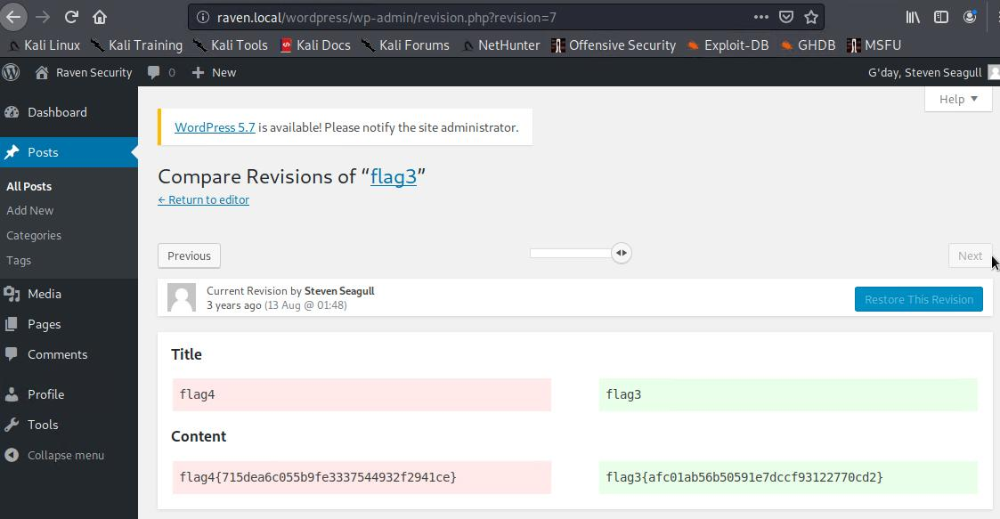 raven.local/wordpress/wp-admin/revision.php?revision=7
Kali Linux Kali Training Kali Tools Kali Docs Kali Forums NetHunter Offensive Security Exploit-DB GHDB MSFU
Raven Security 0 New G'day, Steven Seagull
Help
Dashboard
Posts
All Posts
Add New
Categories
Tags
Media
Pages
Comments
Profile
Tools
Collapse menu
WordPress 5.7 is available! Please notify the site administrator.
Compare Revisions of “flag3”
← Return to editor
Previous Next
Current Revision by Steven Seagull
3 years ago (13 Aug @ 01:48)
Restore This Revision
Title
flag4 flag3
Content
flag4{715dea6c055b9fe3337544932f2941ce} flag3{afc01ab56b50591e7dccf93122770cd2}